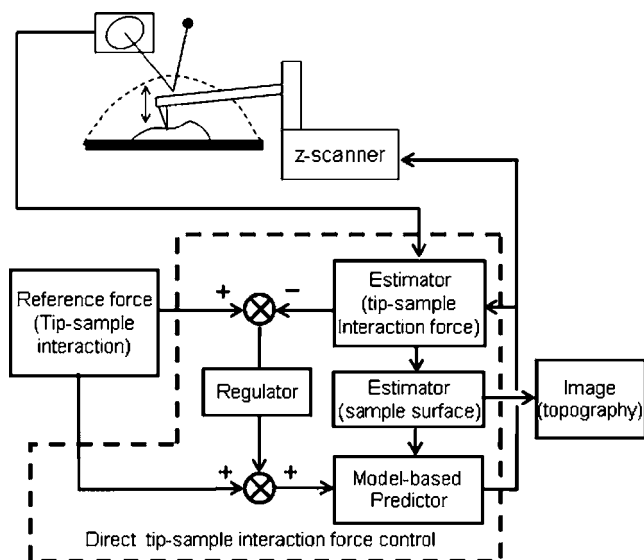 z-scanner
Reference force
(Tip-sample
interaction)
+
−
Estimator
(tip-sample
Interaction force)
Regulator
Estimator
(sample surface)
Image
(topography)
+
+
Model-based
Predictor
Direct tip-sample interaction force control